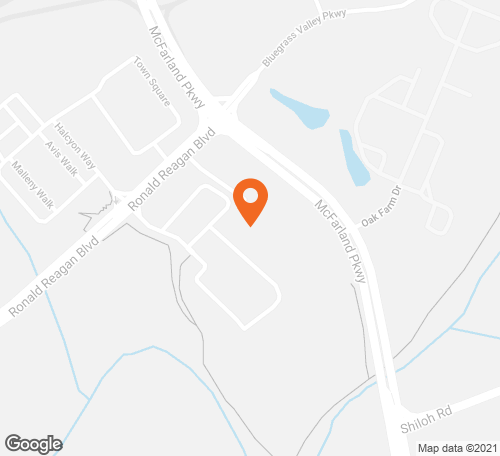 Bluegrass Valley Pkwy
McFarland Pkwy
Town Square
Halcyon Way
Avis Walk
Malleny Walk
Ronald Reagan Blvd
Oak Farm Dr
McFarland Pkwy
Ronald Reagan Blvd
Shiloh Rd
Google
Map data ©2021